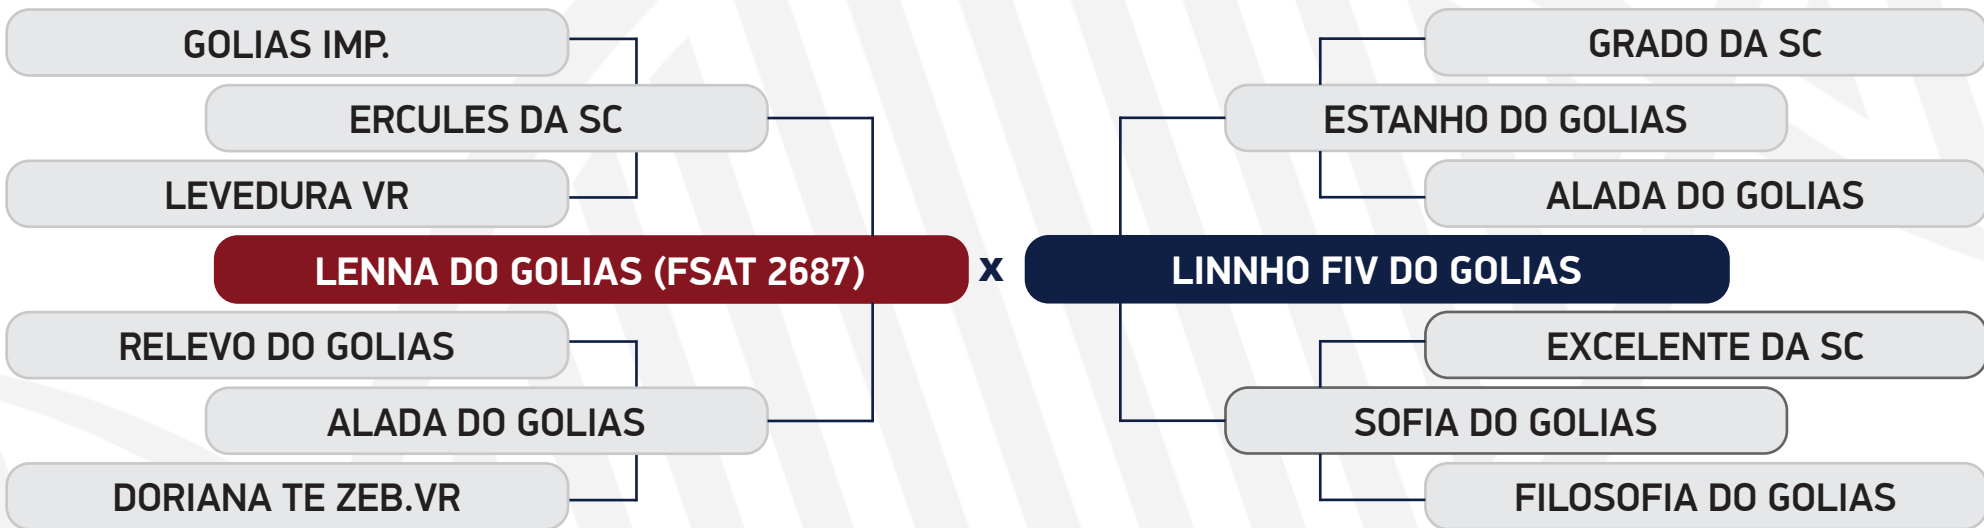 GOLIAS IMP.
ERCULES DA SC
LEVEDURA VR
LENNA DO GOLIAS (FSAT 2687)
RELEVO DO GOLIAS
ALADA DO GOLIAS
DORIANA TE ZEB.VR
x
GRADO DA SC
ESTANHO DO GOLIAS
ALADA DO GOLIAS
LINNHO FIV DO GOLIAS
EXCELENTE DA SC
SOFIA DO GOLIAS
FILOSOFIA DO GOLIAS